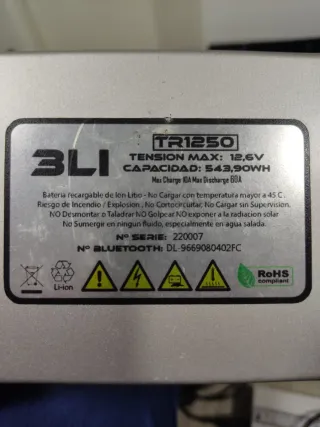 3LI
TR1250
TENSION MAX: 12,6V
CAPACIDAD: 543,90WH
Max Charge 10A Max Discharge 60A
Bateria recargable de Ion Litio - No Cargar con temperatura mayor a 45 C .
Riesgo de Incendio / Explosion , No Cortocircuitar, No Cargar sin Supervision.
NO Desmontar o Taladrar NO Golpear NO exponer a la radiacion solar
No Sumerge en ningun fluido, especialmente en agua salada.
Nº SERIE: 220007
Nº BLUETOOTH: DL-9669080402FC
Li-ion
RoHS
compliant